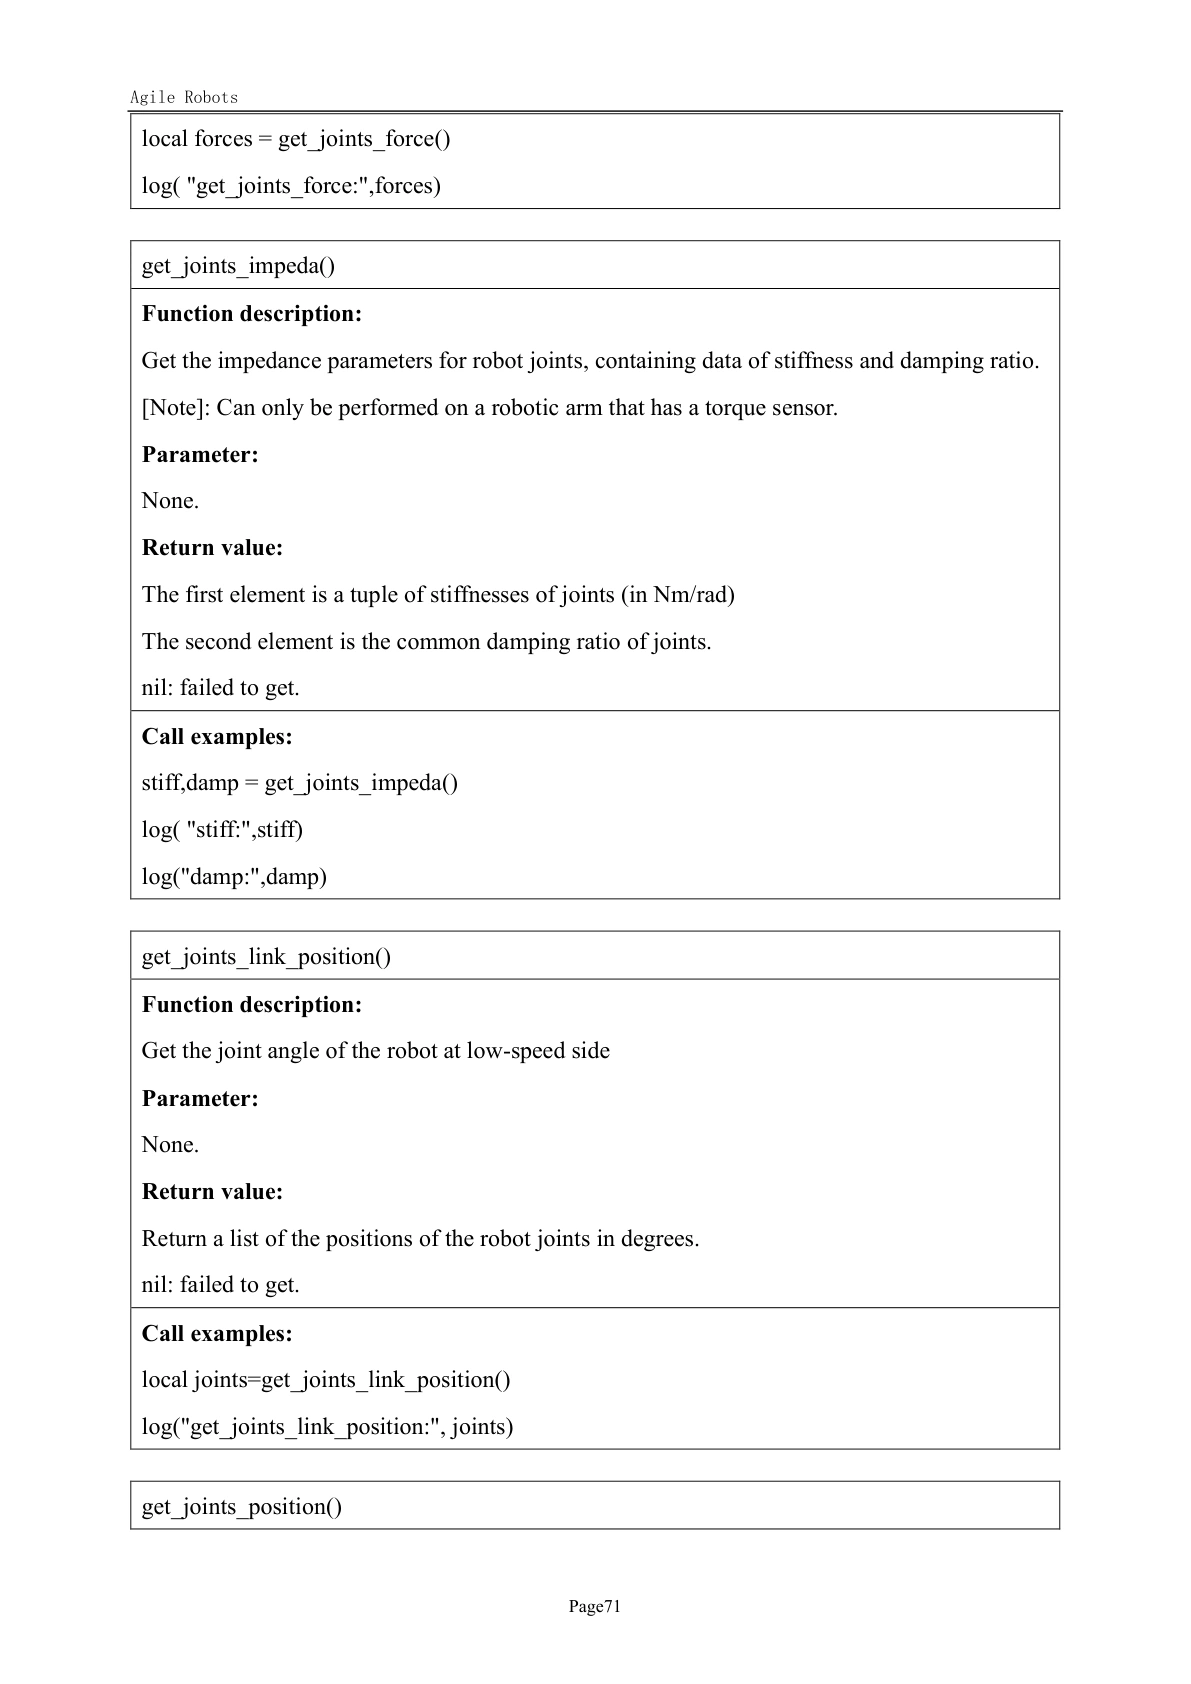 Agile Robots
local forces = get_joints_force()
log( "get_joints_force:",forces)
get_joints_impeda()
Function description:
Get the impedance parameters for robot joints, containing data of stiffness and damping ratio.
[Note]: Can only be performed on a robotic arm that has a torque sensor.
Parameter:
None.
Return value:
The first element is a tuple of stiffnesses of joints (in Nm/rad)
The second element is the common damping ratio of joints.
nil: failed to get.
Call examples:
stiff,damp = get_joints_impeda()
log( "stiff:",stiff)
log("damp:",damp)
get_joints_link_position()
Function description:
Get the joint angle of the robot at low-speed side
Parameter:
None.
Return value:
Return a list of the positions of the robot joints in degrees.
nil: failed to get.
Call examples:
local joints=get_joints_link_position()
log("get_joints_link_position:", joints)
get_joints_position()
Page71